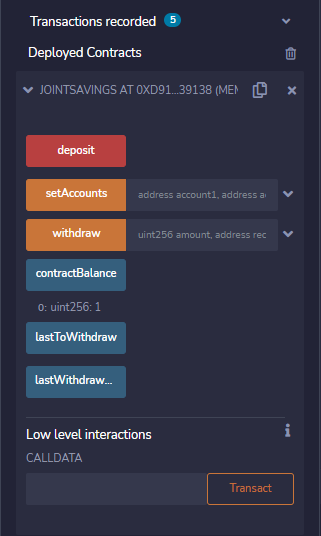 Transactions recorded 5
Deployed Contracts
JOINTSAVINGS AT 0XD91...39138 (MEM
deposit
setAccounts address account1, address a
withdraw uint256 amount, address rec
contractBalance
0: uint256: 1
lastToWithdraw
lastWithdraw...
Low level interactions
CALLDATA
Transact